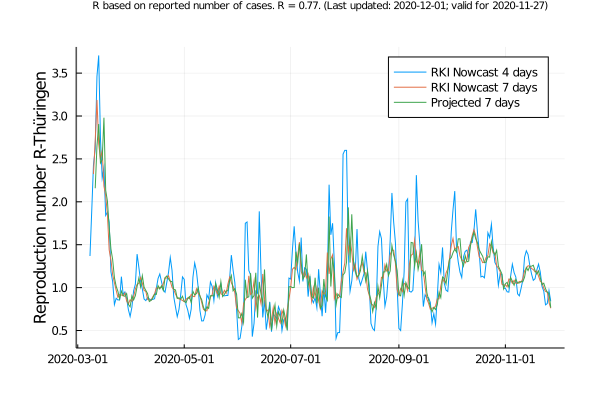 R based on reported number of cases. R = 0.77. (Last updated: 2020-12-01; valid for 2020-11-27)
Reproduction number R-Thüringen
3.5
3.0
2.5
2.0
1.5
1.0
0.5
RKI Nowcast 4 days
RKI Nowcast 7 days
Projected 7 days
2020-03-01
2020-05-01
2020-07-01
2020-09-01
2020-11-01